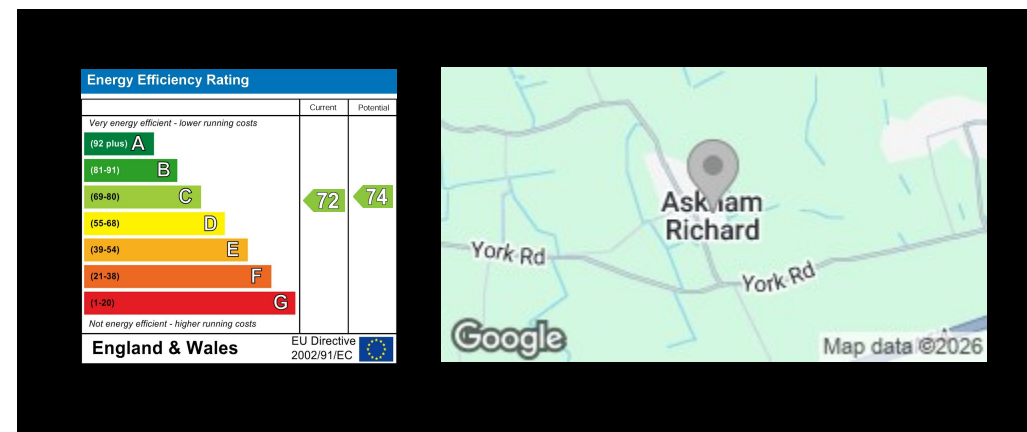 Energy Efficiency Rating
Current Potential
Very energy efficient - lower running costs
(92 plus) A
(81-91) B
(69-80) C
72 74
(55-68) D
(39-54) E
(21-38) F
(1-20) G
Not energy efficient - higher running costs
England & Wales
EU Directive
2002/91/EC
Askham
Richard
York Rd
York Rd
Google
Map data ©2026